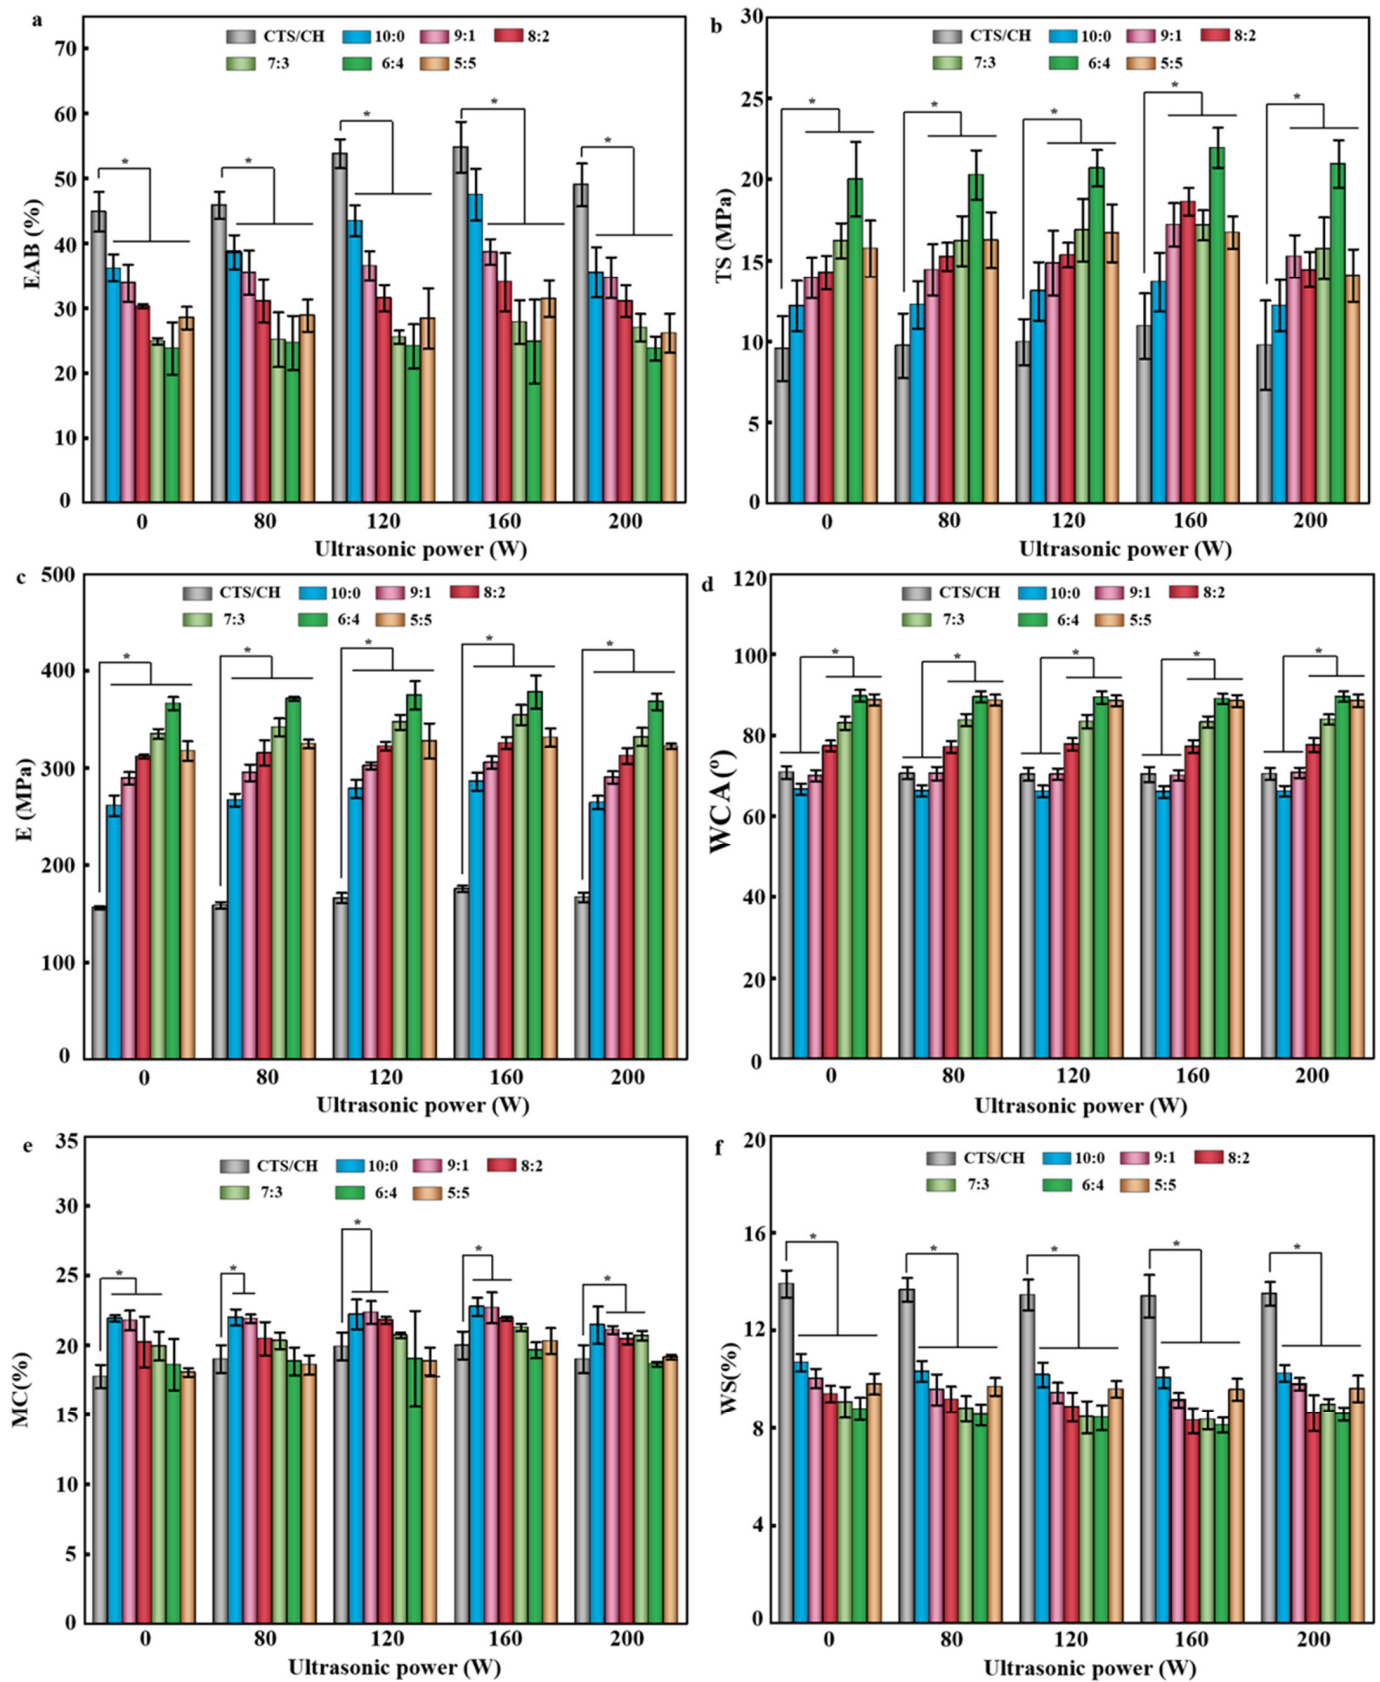 a
EAB (%)
70
60
50
40
30
20
10
0
CTS/CH 10:0 9:1 8:2
7:3 6:4 5:5
* * * * *
0 80 120 160 200
Ultrasonic power (W)
b
TS (MPa)
30
25
20
15
10
5
0
CTS/CH 10:0 9:1 8:2
7:3 6:4 5:5
* * * * *
0 80 120 160 200
Ultrasonic power (W)
c
E (MPa)
500
400
300
200
100
0
CTS/CH 10:0 9:1 8:2
7:3 6:4 5:5
* * * * *
0 80 120 160 200
Ultrasonic power (W)
d
WCA(º)
120
100
80
60
40
20
0
CTS/CH 10:0 9:1 8:2
7:3 6:4 5:5
* * * * *
0 80 120 160 200
Ultrasonic power (W)
e
MC(%)
35
30
25
20
15
10
5
0
CTS/CH 10:0 9:1 8:2
7:3 6:4 5:5
* * * * *
0 80 120 160 200
Ultrasonic power (W)
f
WS(%)
20
16
12
8
4
0
CTS/CH 10:0 9:1 8:2
7:3 6:4 5:5
* * * * *
0 80 120 160 200
Ultrasonic power (W)